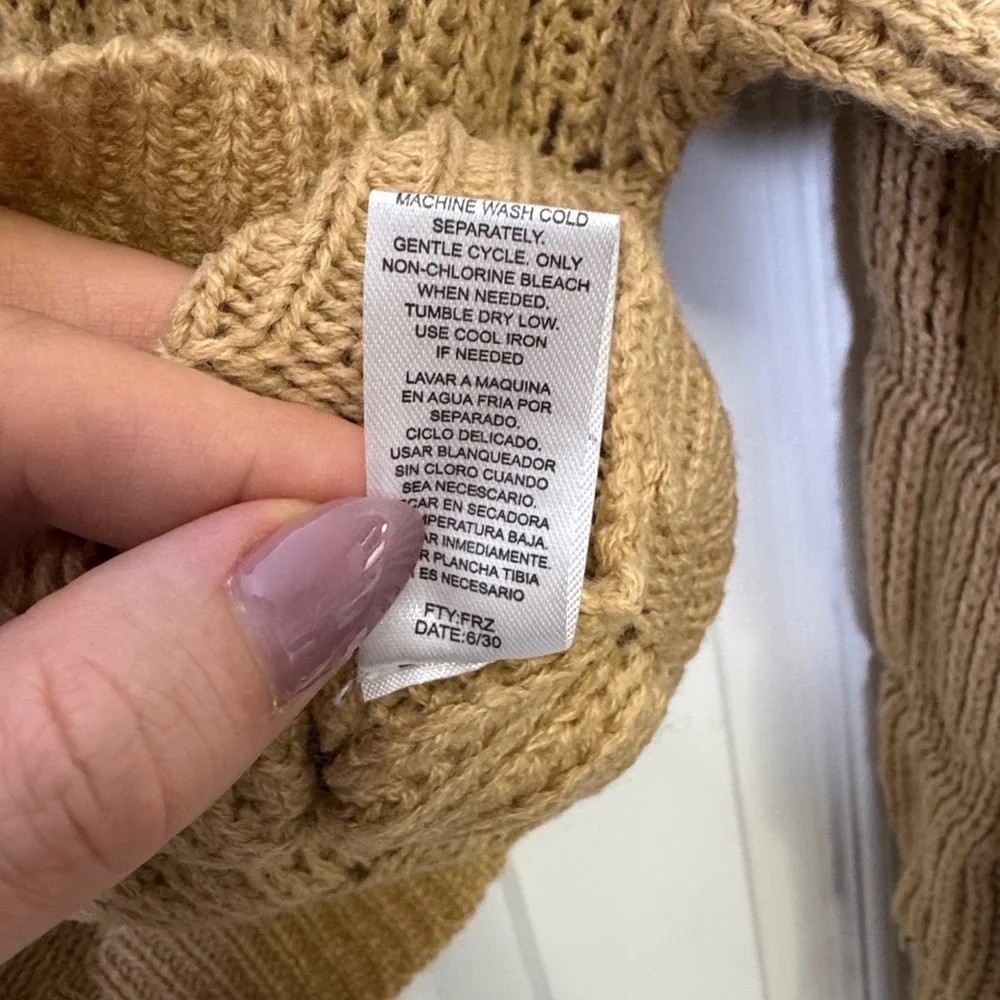 MACHINE WASH COLD
SEPARATELY.
GENTLE CYCLE. ONLY
NON-CHLORINE BLEACH
WHEN NEEDED.
TUMBLE DRY LOW.
USE COOL IRON
IF NEEDED
LAVAR A MAQUINA
EN AGUA FRIA POR
SEPARADO.
CICLO DELICADO.
USAR BLANQUEADOR
SIN CLORO CUANDO
SEA NECESCARIO.
EN SECADORA
BAJA.
INMEDIATAMENTE.
PLANCHA TIBIA
ES NECESARIO
FTY:FRZ
DATE:6/30